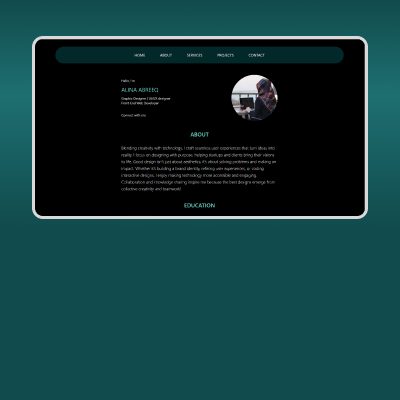 HOME ABOUT SERVICES PROJECTS CONTACT
Hello I'm
ALINA ABREEQ
Graphic Designer | UI/UX designer
Front End Web Developer
Connect with me
ABOUT
Blending creativity with technology, I craft seamless user experiences that turn ideas into
reality. I focus on designing with purpose, helping startups and clients bring their visions
to life. Good design isn't just about aesthetics; it's about solving problems and making an
impact. Whether it's building a brand identity, refining user experiences, or coding
interactive designs, I enjoy making technology more accessible and engaging.
Collaboration and knowledge sharing inspire me because the best designs emerge from
collective creativity and teamwork!
EDUCATION